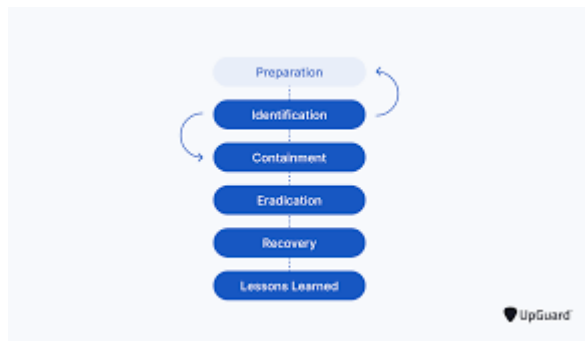 Preparation
Identification
Containment
Eradication
Recovery
Lessons Learned
UpGuard